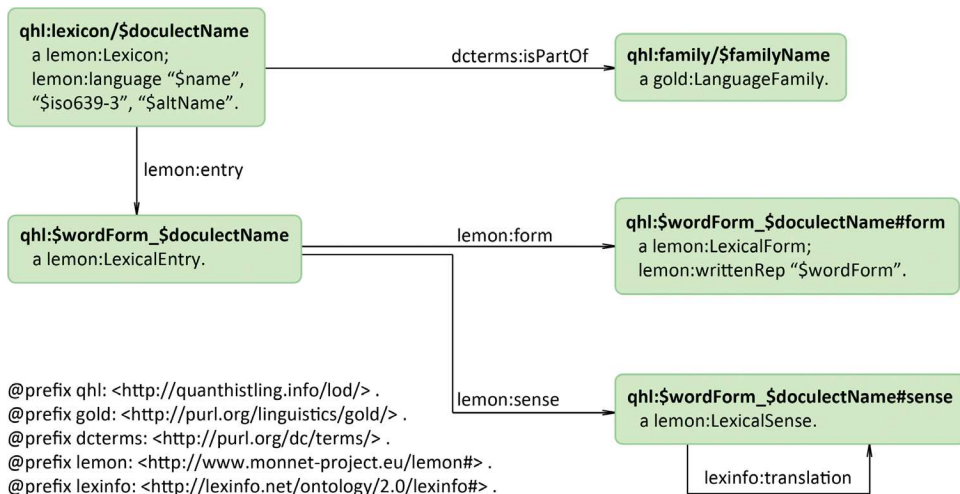 qhl:lexicon/$doculectName
a lemon:Lexicon;
lemon:language “$name”,
“$iso639-3”, “$altName”.
dcterms:isPartOf
qhl:family/$familyName
a gold:LanguageFamily.
lemon:entry
qhl:$wordForm_$doculectName
a lemon:LexicalEntry.
lemon:form
qhl:$wordForm_$doculectName#form
a lemon:LexicalForm;
lemon:writtenRep “$wordForm”.
lemon:sense
qhl:$wordForm_$doculectName#sense
a lemon:LexicalSense.
lexinfo:translation
@prefix qhl: <http://quanthistling.info/lod/> .
@prefix gold: <http://purl.org/linguistics/gold/> .
@prefix dcterms: <http://purl.org/dc/terms/> .
@prefix lemon: <http://www.monnet-project.eu/lemon#> .
@prefix lexinfo: <http://lexinfo.net/ontology/2.0/lexinfo#> .